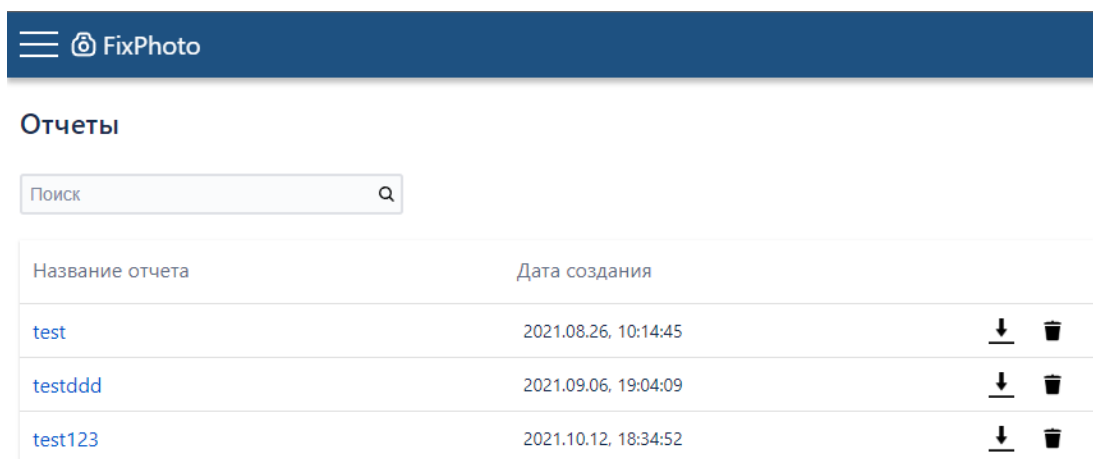 FixPhoto
Отчеты
Поиск
Название отчета Дата создания
test 2021.08.26, 10:14:45
testddd 2021.09.06, 19:04:09
test123 2021.10.12, 18:34:52